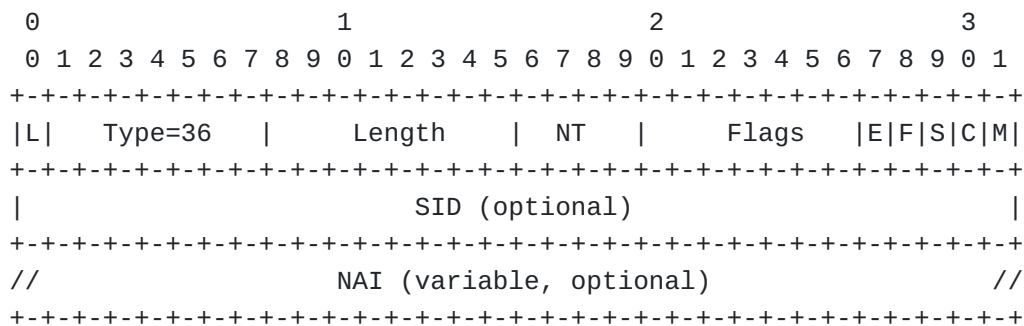 0                   1                   2                   3
 0 1 2 3 4 5 6 7 8 9 0 1 2 3 4 5 6 7 8 9 0 1 2 3 4 5 6 7 8 9 0 1
+-+-+-+-+-+-+-+-+-+-+-+-+-+-+-+-+-+-+-+-+-+-+-+-+-+-+-+-+-+-+-+-+
|L|   Type=36   |     Length    |  NT   |     Flags   |E|F|S|C|M|
+-+-+-+-+-+-+-+-+-+-+-+-+-+-+-+-+-+-+-+-+-+-+-+-+-+-+-+-+-+-+-+-+
|                         SID (optional)                        |
+-+-+-+-+-+-+-+-+-+-+-+-+-+-+-+-+-+-+-+-+-+-+-+-+-+-+-+-+-+-+-+-+
//                   NAI (variable, optional)                  //
+-+-+-+-+-+-+-+-+-+-+-+-+-+-+-+-+-+-+-+-+-+-+-+-+-+-+-+-+-+-+-+-+